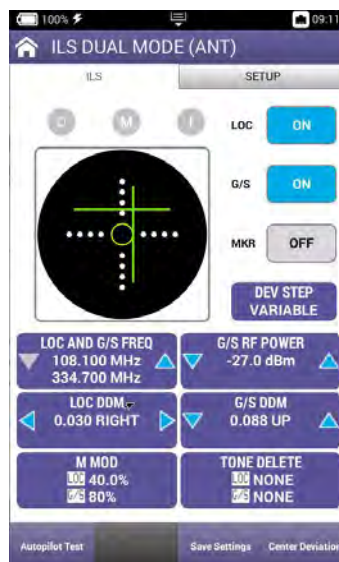 100% 09:11
ILS DUAL MODE (ANT)
ILS SETUP
O M I LOC ON
G/S ON
MKR OFF
DEV STEP
VARIABLE
LOC AND G/S FREQ
108.100 MHz
334.700 MHz
G/S RF POWER
-27.0 dBm
LOC DDM
0.030 RIGHT
G/S DDM
0.088 UP
M MOD
LOC 40.0%
G/S 80%
TONE DELETE
LOC NONE
G/S NONE
Autopilot Test Save Settings Center Deviation